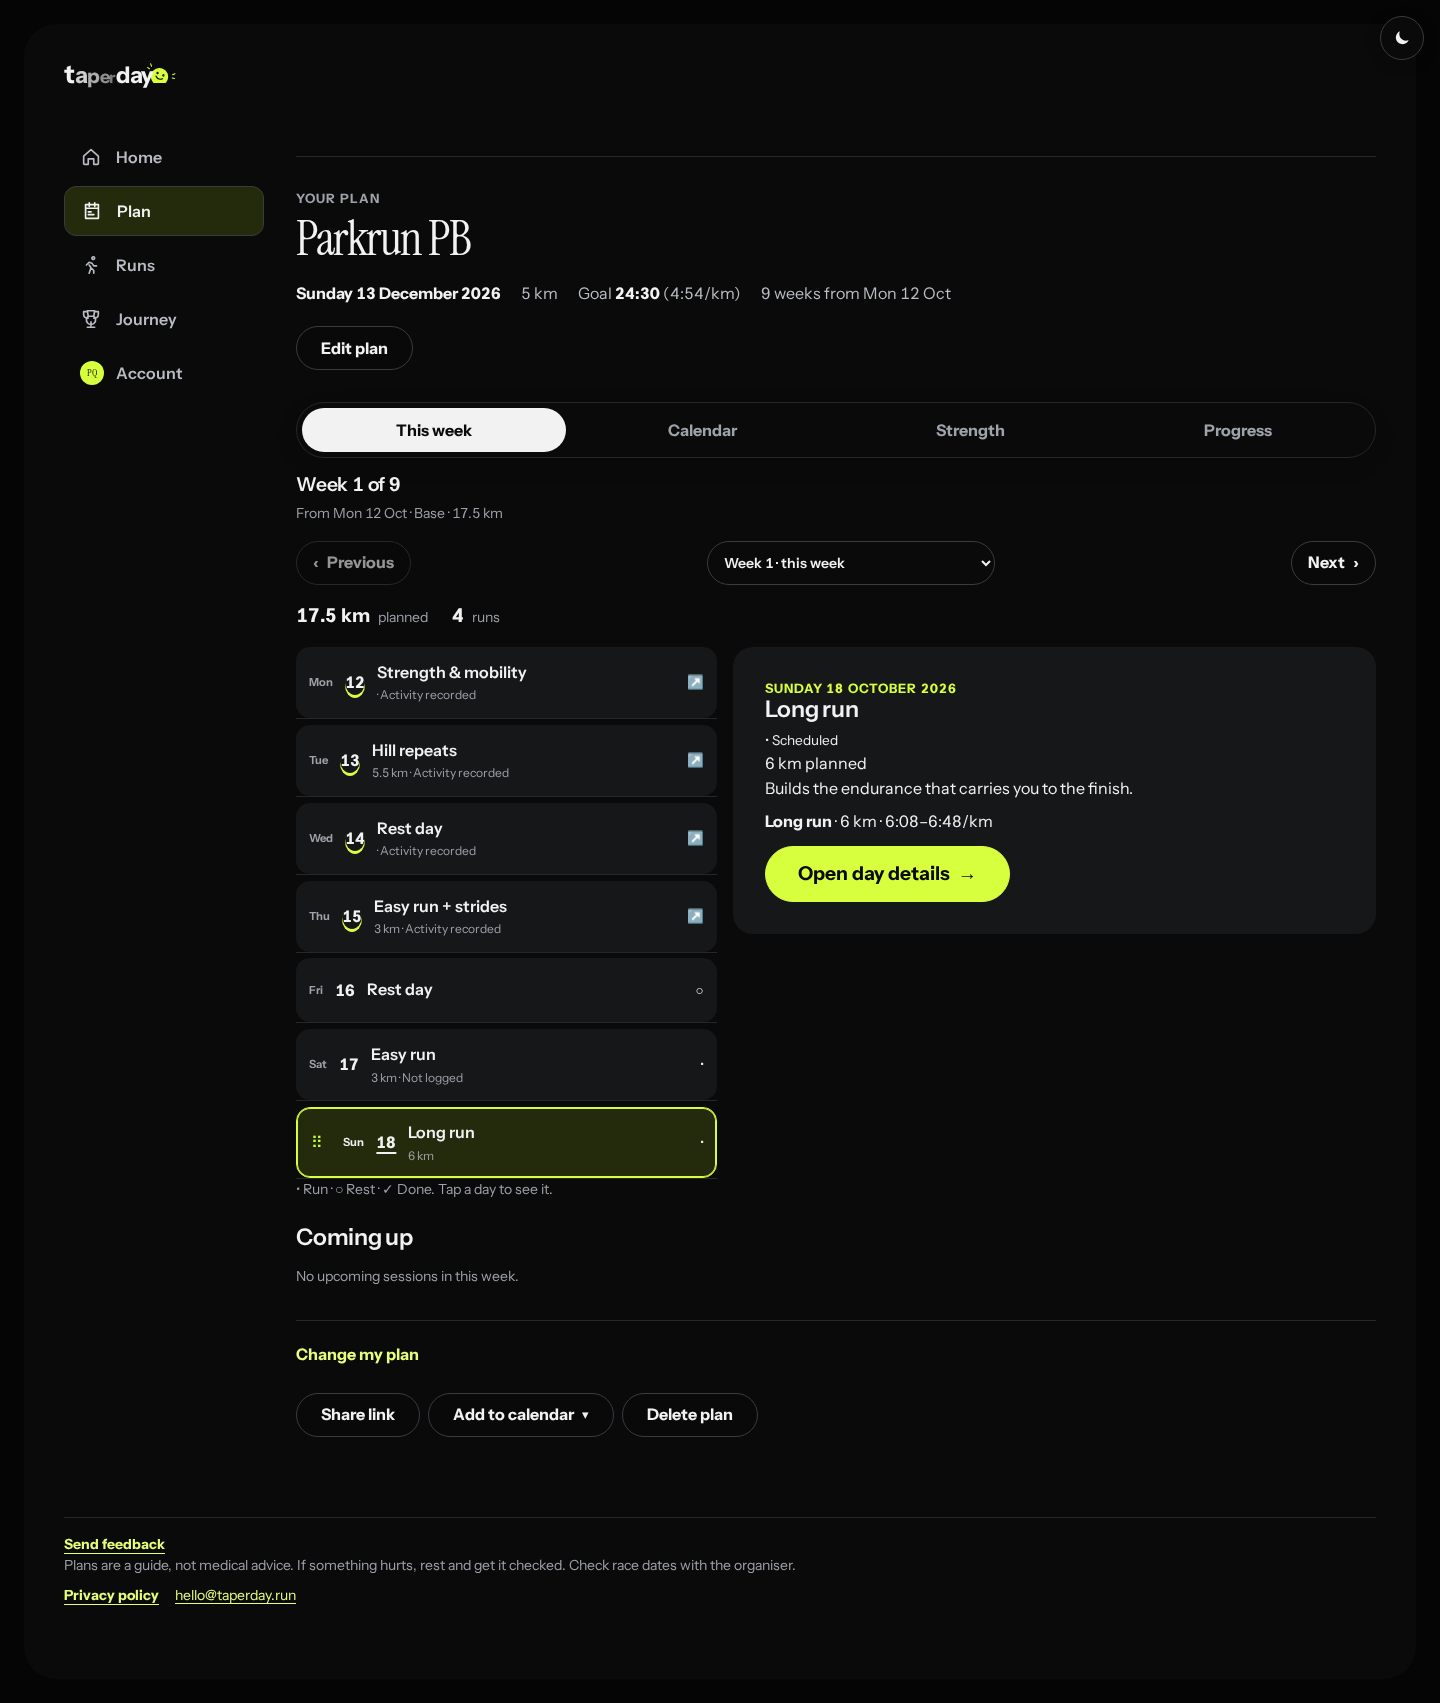 taperday
Home
Plan
Runs
Journey
PQ Account
YOUR PLAN
Parkrun PB
Sunday 13 December 2026 5 km Goal 24:30 (4:54/km) 9 weeks from Mon 12 Oct
Edit plan
This week Calendar Strength Progress
Week 1 of 9
From Mon 12 Oct · Base · 17.5 km
‹ Previous Week 1 · this week Next ›
17.5 km planned 4 runs
Mon 12 Strength & mobility
· Activity recorded
Tue 13 Hill repeats
5.5 km · Activity recorded
Wed 14 Rest day
· Activity recorded
Thu 15 Easy run + strides
3 km · Activity recorded
Fri 16 Rest day ○
Sat 17 Easy run ·
3 km · Not logged
Sun 18 Long run ·
6 km
• Run · ○ Rest · ✓ Done. Tap a day to see it.
SUNDAY 18 OCTOBER 2026
Long run
• Scheduled
6 km planned
Builds the endurance that carries you to the finish.
Long run · 6 km · 6:08–6:48/km
Open day details →
Coming up
No upcoming sessions in this week.
Change my plan
Share link Add to calendar ▾ Delete plan
Send feedback
Plans are a guide, not medical advice. If something hurts, rest and get it checked. Check race dates with the organiser.
Privacy policy hello@taperday.run